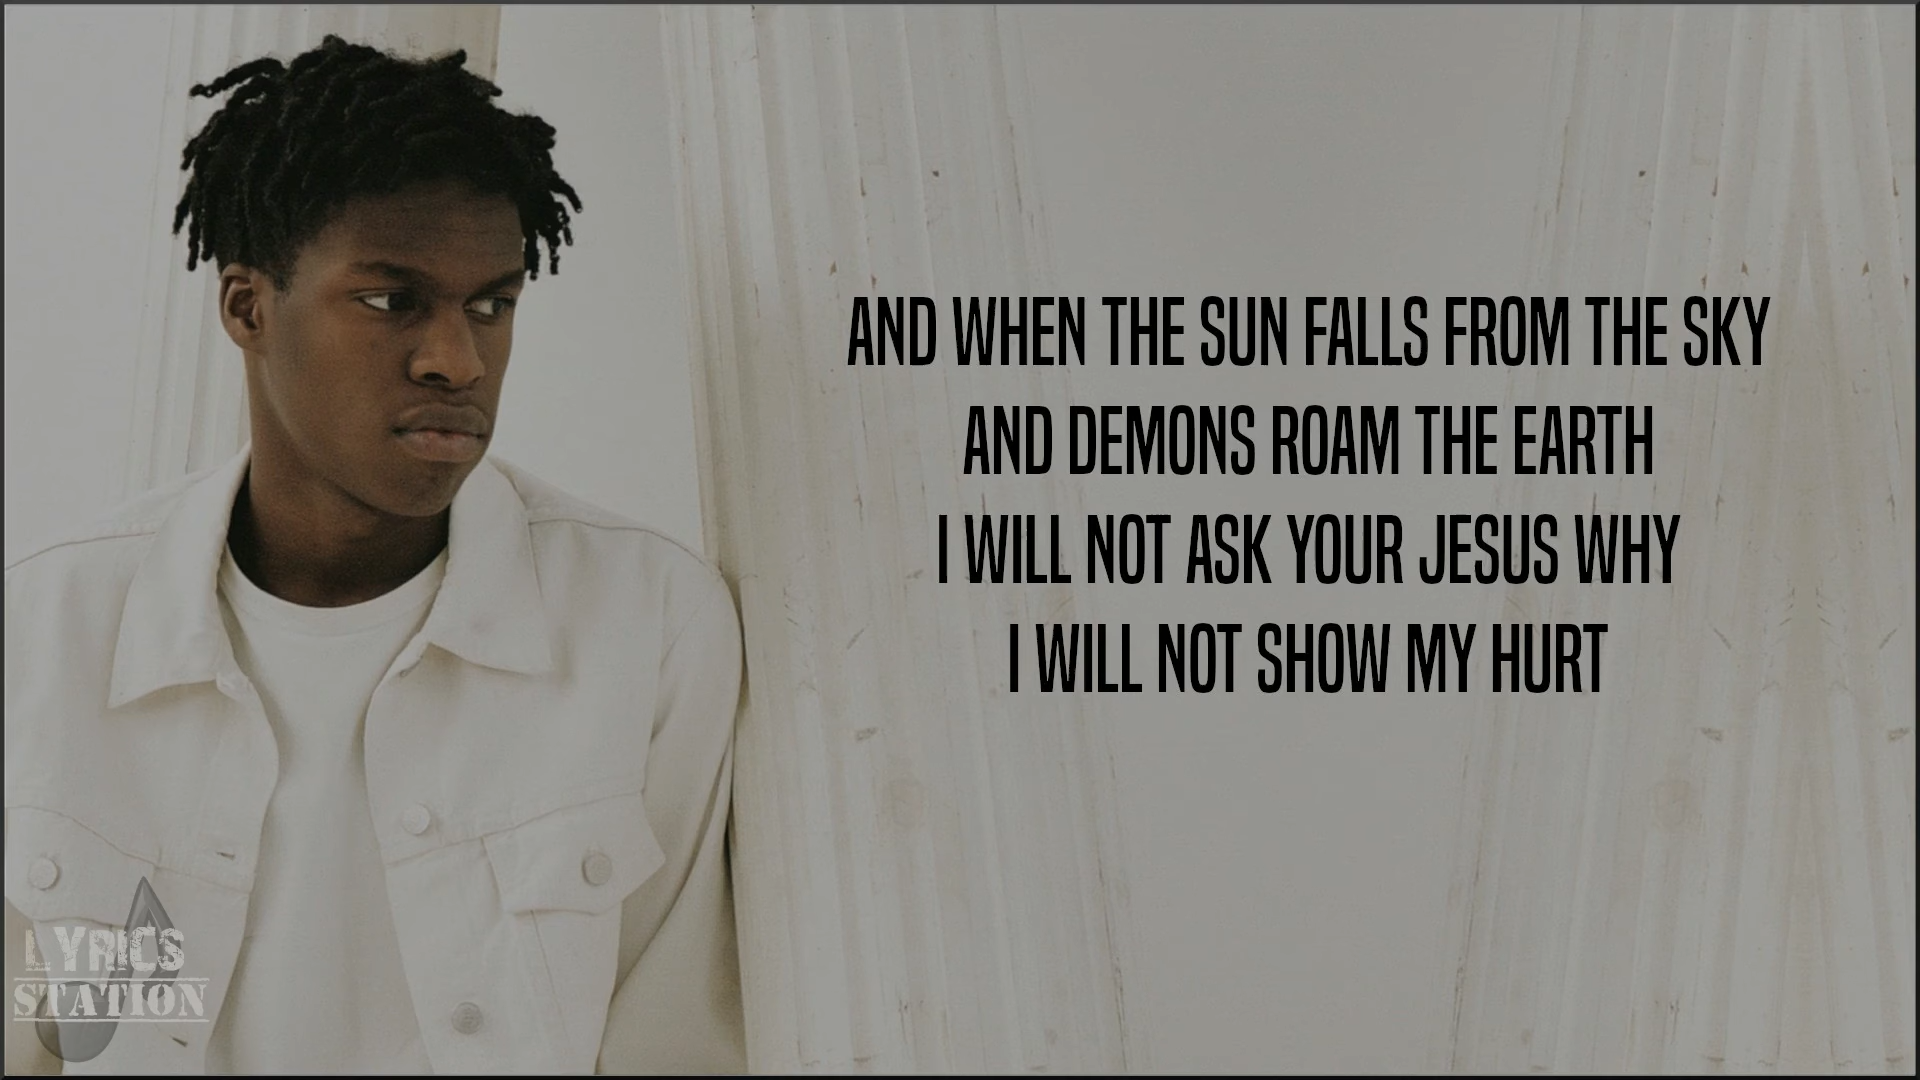 AND WHEN THE SUN FALLS FROM THE SKY
AND DEMONS ROAM THE EARTH
I WILL NOT ASK YOUR JESUS WHY
I WILL NOT SHOW MY HURT
LYRICS
STATION